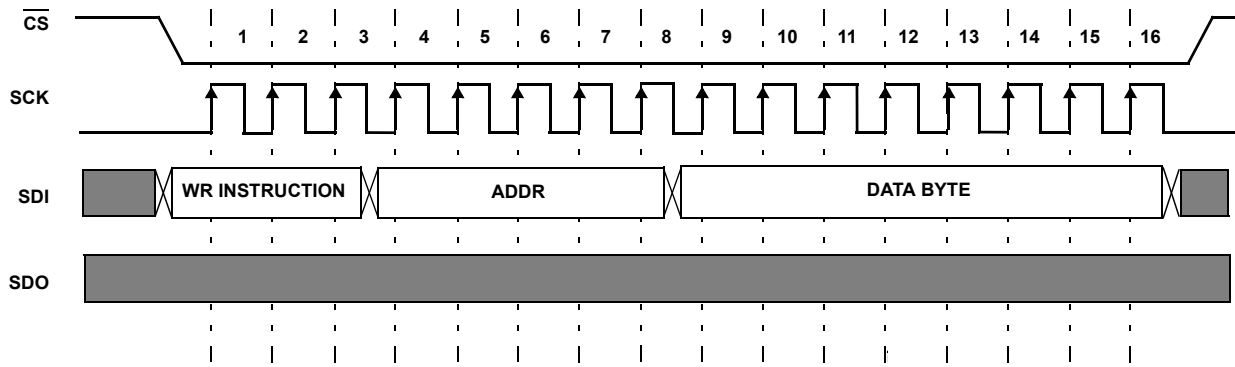 CS
1 2 3 4 5 6 7 8 9 10 11 12 13 14 15 16
SCK
SDI WR INSTRUCTION ADDR DATA BYTE
SDO